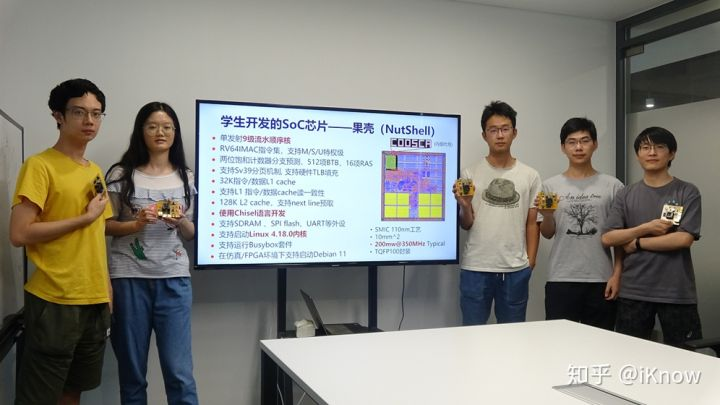 学生开发的SoC芯片——果壳（NutShell）
单发射9级流水顺序核
RV64IMAC指令集，支持M/S/U特权级
两位饱和计数器分支预测，512项BTB，16项RAS
支持Sv39分页机制，支持硬件TLB填充
32K指令/数据L1 cache
支持L1 指令/数据cache读一致性
128K L2 cache，支持next line预取
使用Chisel语言开发
支持SDRAM 、SPI flash、UART等外设
支持启动Linux 4.18.0内核
支持运行Busybox套件
在仿真/FPGA环境下支持启动Debian 11
COOSCA
SMIC 110nm工艺
10mm^2
200mw@350MHz Typical
TQFP100封装
An idea tree
知乎 @iKnow